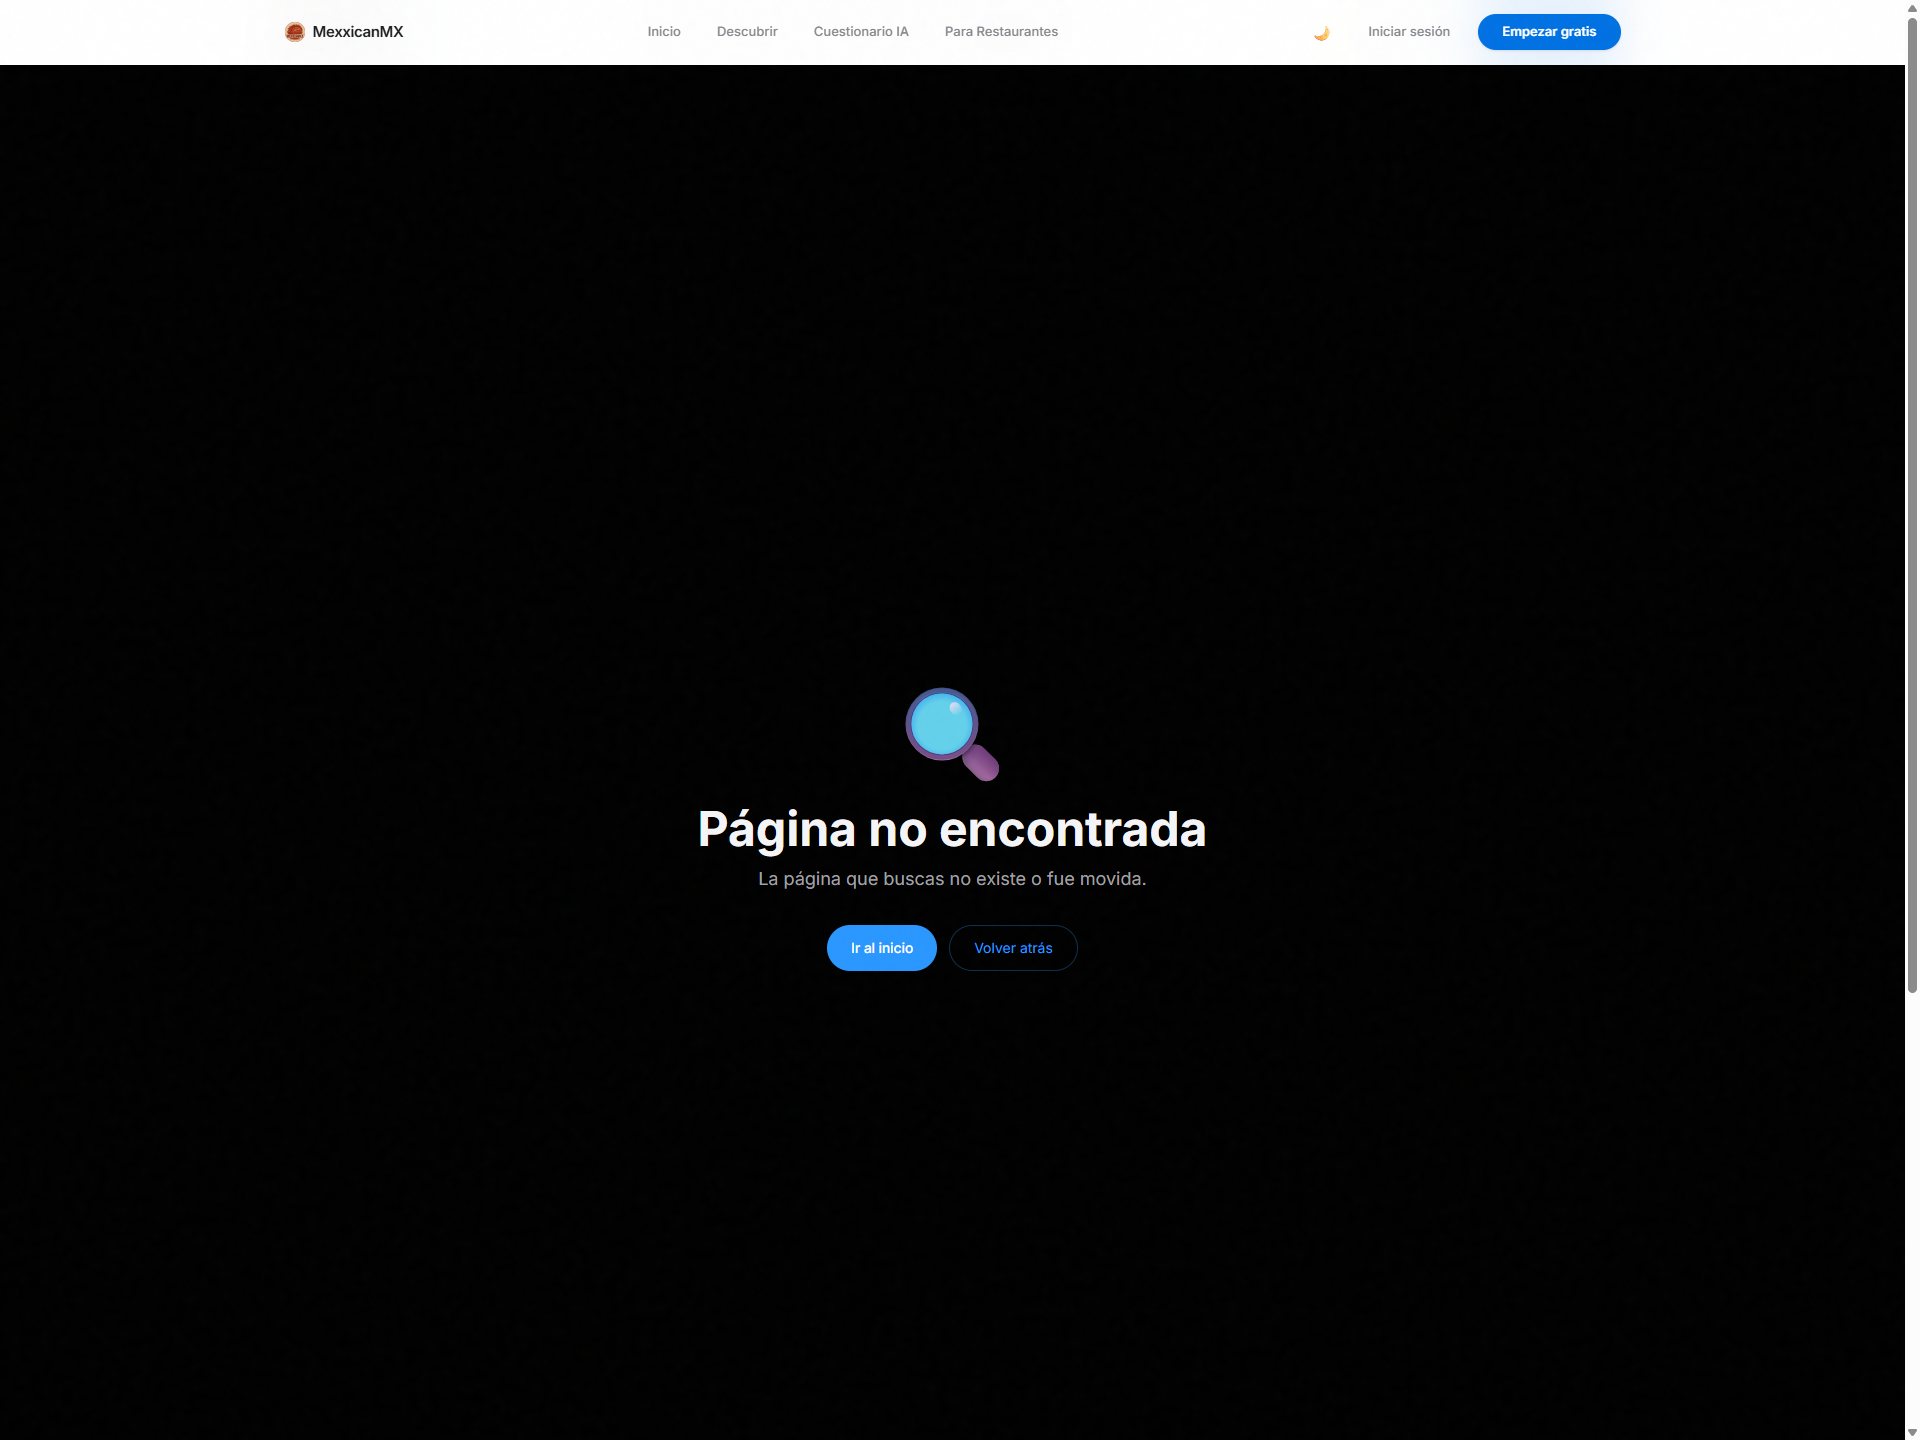 MexxicanMX
Inicio
Descubrir
Cuestionario IA
Para Restaurantes
Iniciar sesión
Empezar gratis
Página no encontrada
La página que buscas no existe o fue movida.
Ir al inicio
Volver atrás